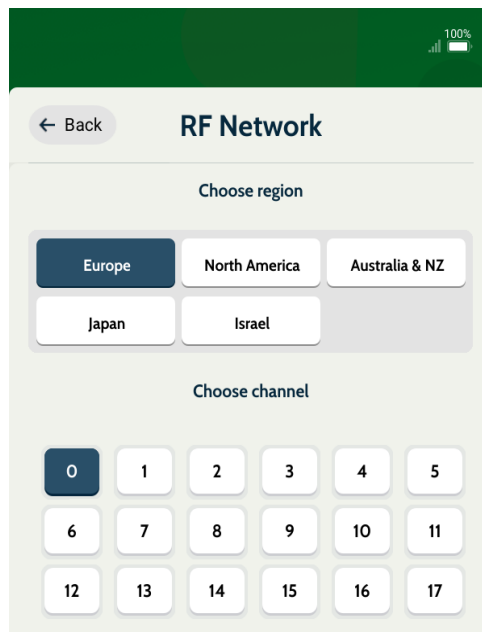 100%
← Back
RF Network
Choose region
Europe North America Australia & NZ
Japan Israel
Choose channel
0 1 2 3 4 5
6 7 8 9 10 11
12 13 14 15 16 17